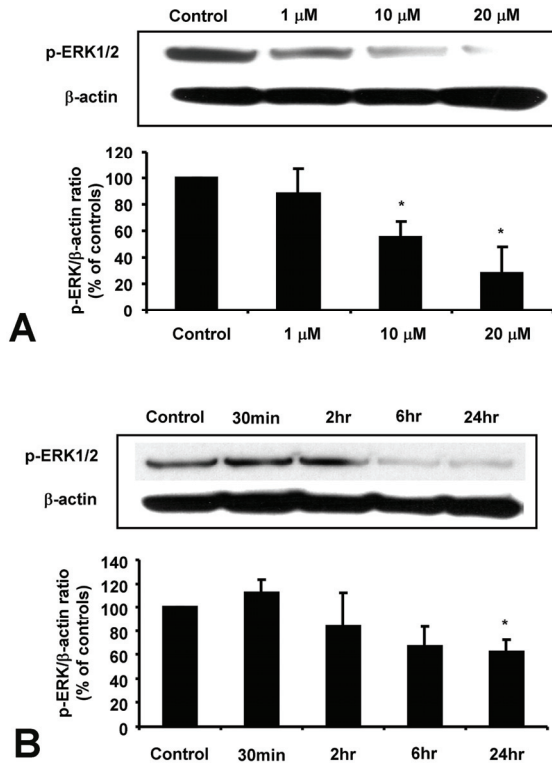 Control 1 μM 10 μM 20 μM
p-ERK1/2
β-actin
p-ERK/β-actin ratio
(% of controls)
120
100
80
60
40
20
0
* *
Control 1 μM 10 μM 20 μM
A
Control 30min 2hr 6hr 24hr
p-ERK1/2
β-actin
p-ERK/β-actin ratio
(% of controls)
140
120
100
80
60
40
20
0
*
Control 30min 2hr 6hr 24hr
B